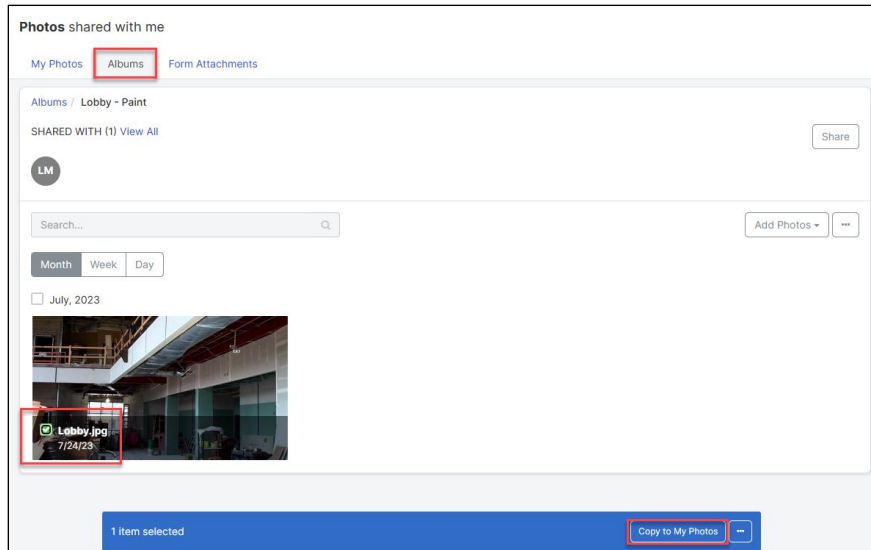 Photos shared with me
My Photos Albums Form Attachments
Albums / Lobby - Paint
SHARED WITH (1) View All
Share
LM
Search...
Add Photos
Month Week Day
July, 2023
Lobby.jpg
7/24/23
1 item selected Copy to My Photos